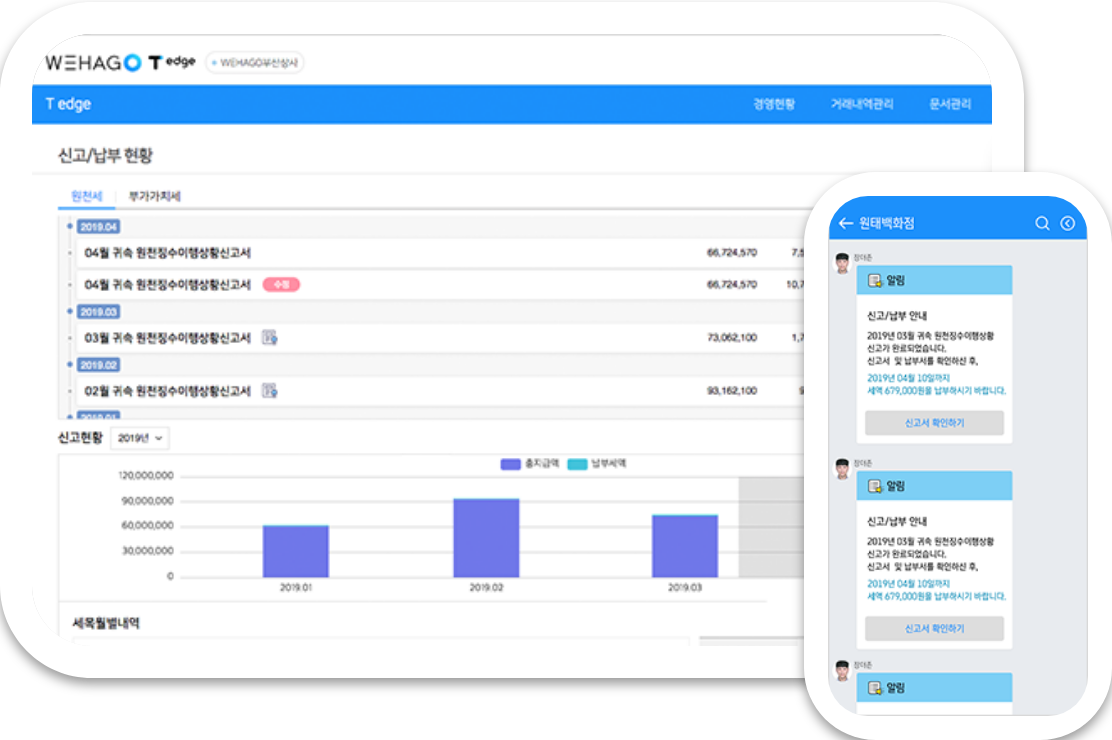 WEHAGO T edge
WEHAGO부산상사
T edge
경영현황 거래내역관리 문서관리
신고/납부 현황
원천세 부가가치세
2019.04
04월 귀속 원천징수이행상황신고서 66,724,570 7,5
04월 귀속 원천징수이행상황신고서 수정 66,724,570 10,7
2019.03
03월 귀속 원천징수이행상황신고서 73,062,100 1,7
2019.02
02월 귀속 원천징수이행상황신고서 93,162,100 9
2019.01
신고현황 2019년
총지급액 납부세액
120,000,000
90,000,000
60,000,000
30,000,000
0
2019.01 2019.02 2019.03
세목월별내역
원태백화점
알림
신고/납부 안내
2019년 03월 귀속 원천징수이행상황
신고가 완료되었습니다.
신고서 및 납부서를 확인하신 후,
2019년 04월 10일까지
세액 679,000원을 납부하시기 바랍니다.
신고서 확인하기
알림
신고/납부 안내
2019년 03월 귀속 원천징수이행상황
신고가 완료되었습니다.
신고서 및 납부서를 확인하신 후,
2019년 04월 10일까지
세액 679,000원을 납부하시기 바랍니다.
신고서 확인하기
알림